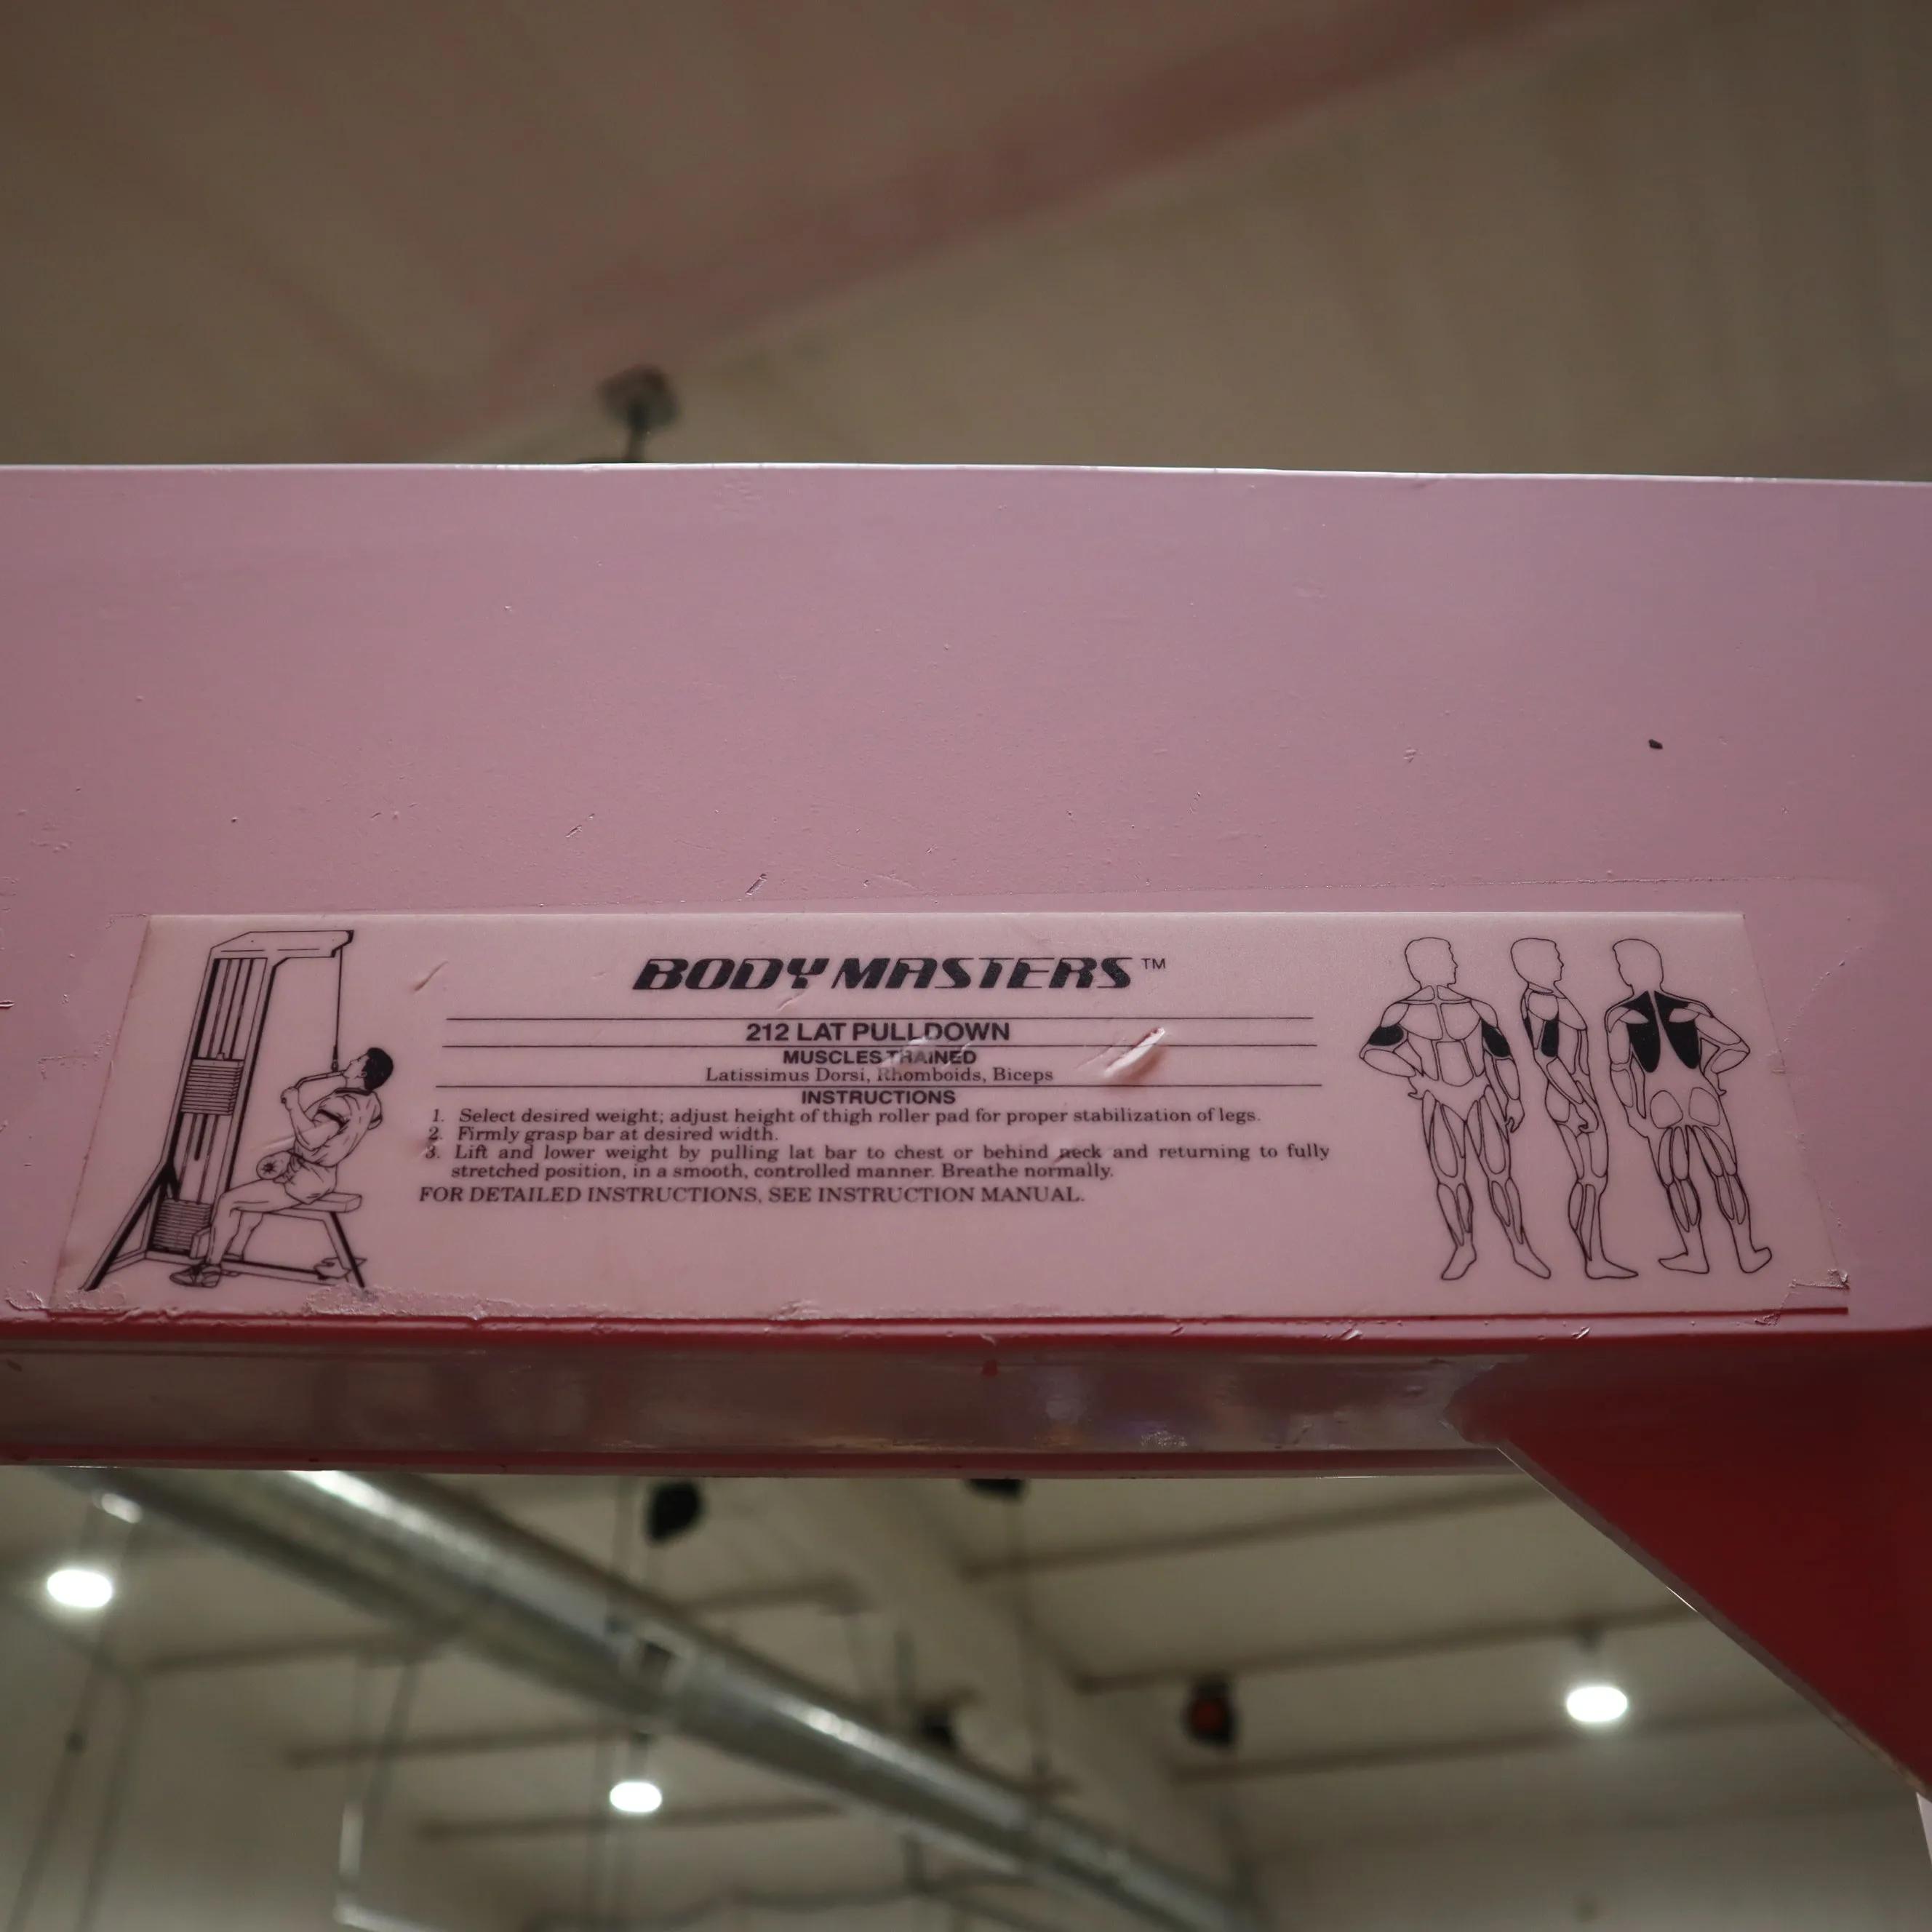 BODY MASTERS™
212 LAT PULLDOWN
MUSCLES TRAINED
Latissimus Dorsi, Rhomboids, Biceps
INSTRUCTIONS
1. Select desired weight; adjust height of thigh roller pad for proper stabilization of legs.
2. Firmly grasp bar at desired width.
3. Lift and lower weight by pulling lat bar to chest or behind neck and returning to fully
stretched position, in a smooth, controlled manner. Breathe normally.
FOR DETAILED INSTRUCTIONS, SEE INSTRUCTION MANUAL.